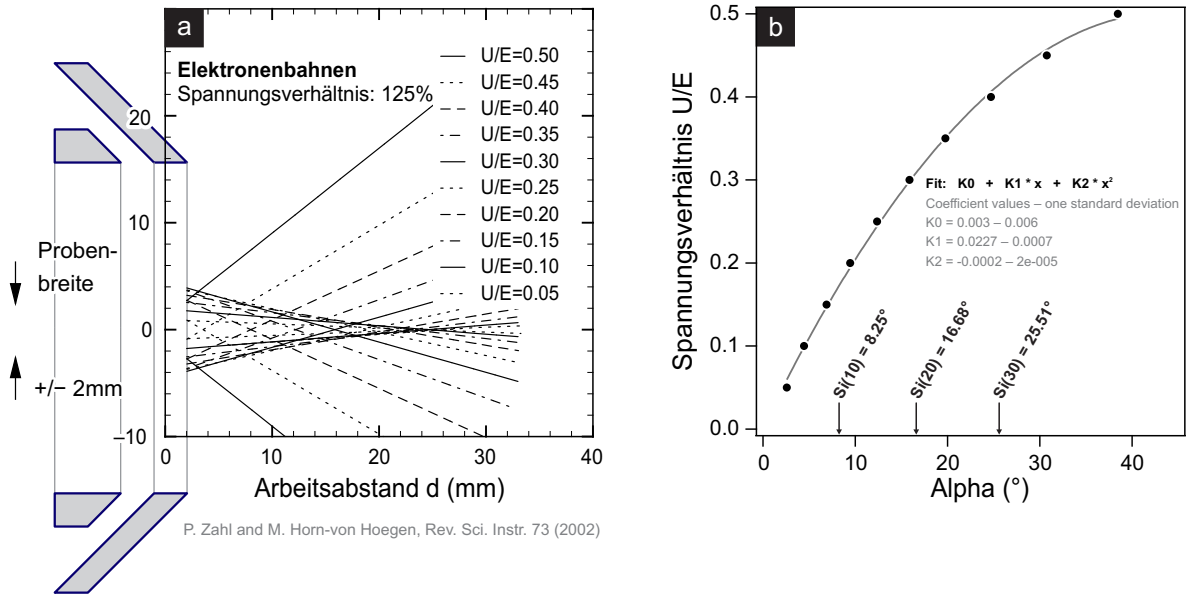 a
Elektronenbahnen
Spannungsverhältnis: 125%
U/E=0.50
U/E=0.45
U/E=0.40
U/E=0.35
U/E=0.30
U/E=0.25
U/E=0.20
U/E=0.15
U/E=0.10
U/E=0.05
20
10
0
–10
Proben-
breite
+/− 2mm
0 10 20 30 40
Arbeitsabstand d (mm)
P. Zahl and M. Horn-von Hoegen, Rev. Sci. Instr. 73 (2002)
b
Spannungsverhältnis U/E
0.5
0.4
0.3
0.2
0.1
0.0
Fit: K0 + K1 * x + K2 * x²
Coefficient values – one standard deviation
K0 = 0.003 – 0.006
K1 = 0.0227 – 0.0007
K2 = -0.0002 – 2e-005
Si(10) = 8.25°
Si(20) = 16.68°
Si(30) = 25.51°
0 10 20 30 40
Alpha (°)